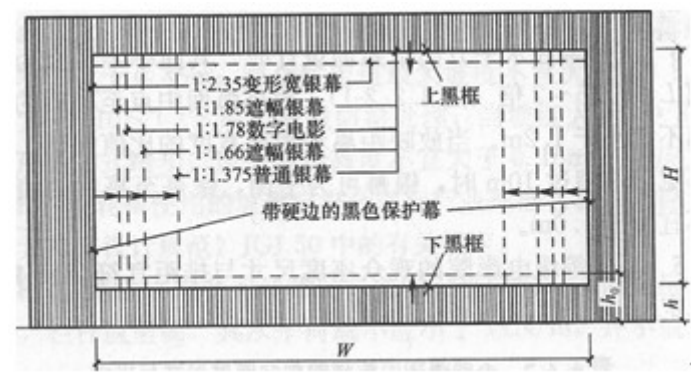 1:2.35变形宽银幕
上黑框
1:1.85遮幅银幕
1:1.78数字电影
1:1.66遮幅银幕
1:1.375普通银幕
带硬边的黑色保护幕
下黑框
H
h₀
h
W